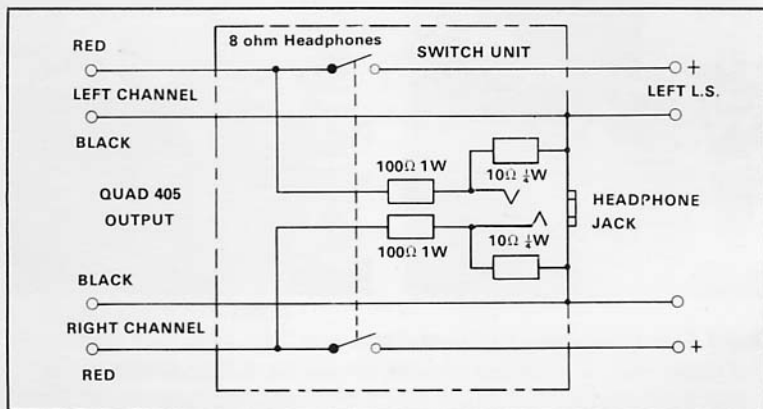 8 ohm Headphones
RED
SWITCH UNIT
+
LEFT CHANNEL
LEFT L.S.
BLACK
100Ω 1W
10Ω ¼W
QUAD 405
OUTPUT
HEADPHONE
JACK
100Ω 1W
10Ω ¼W
BLACK
RIGHT CHANNEL
+
RED